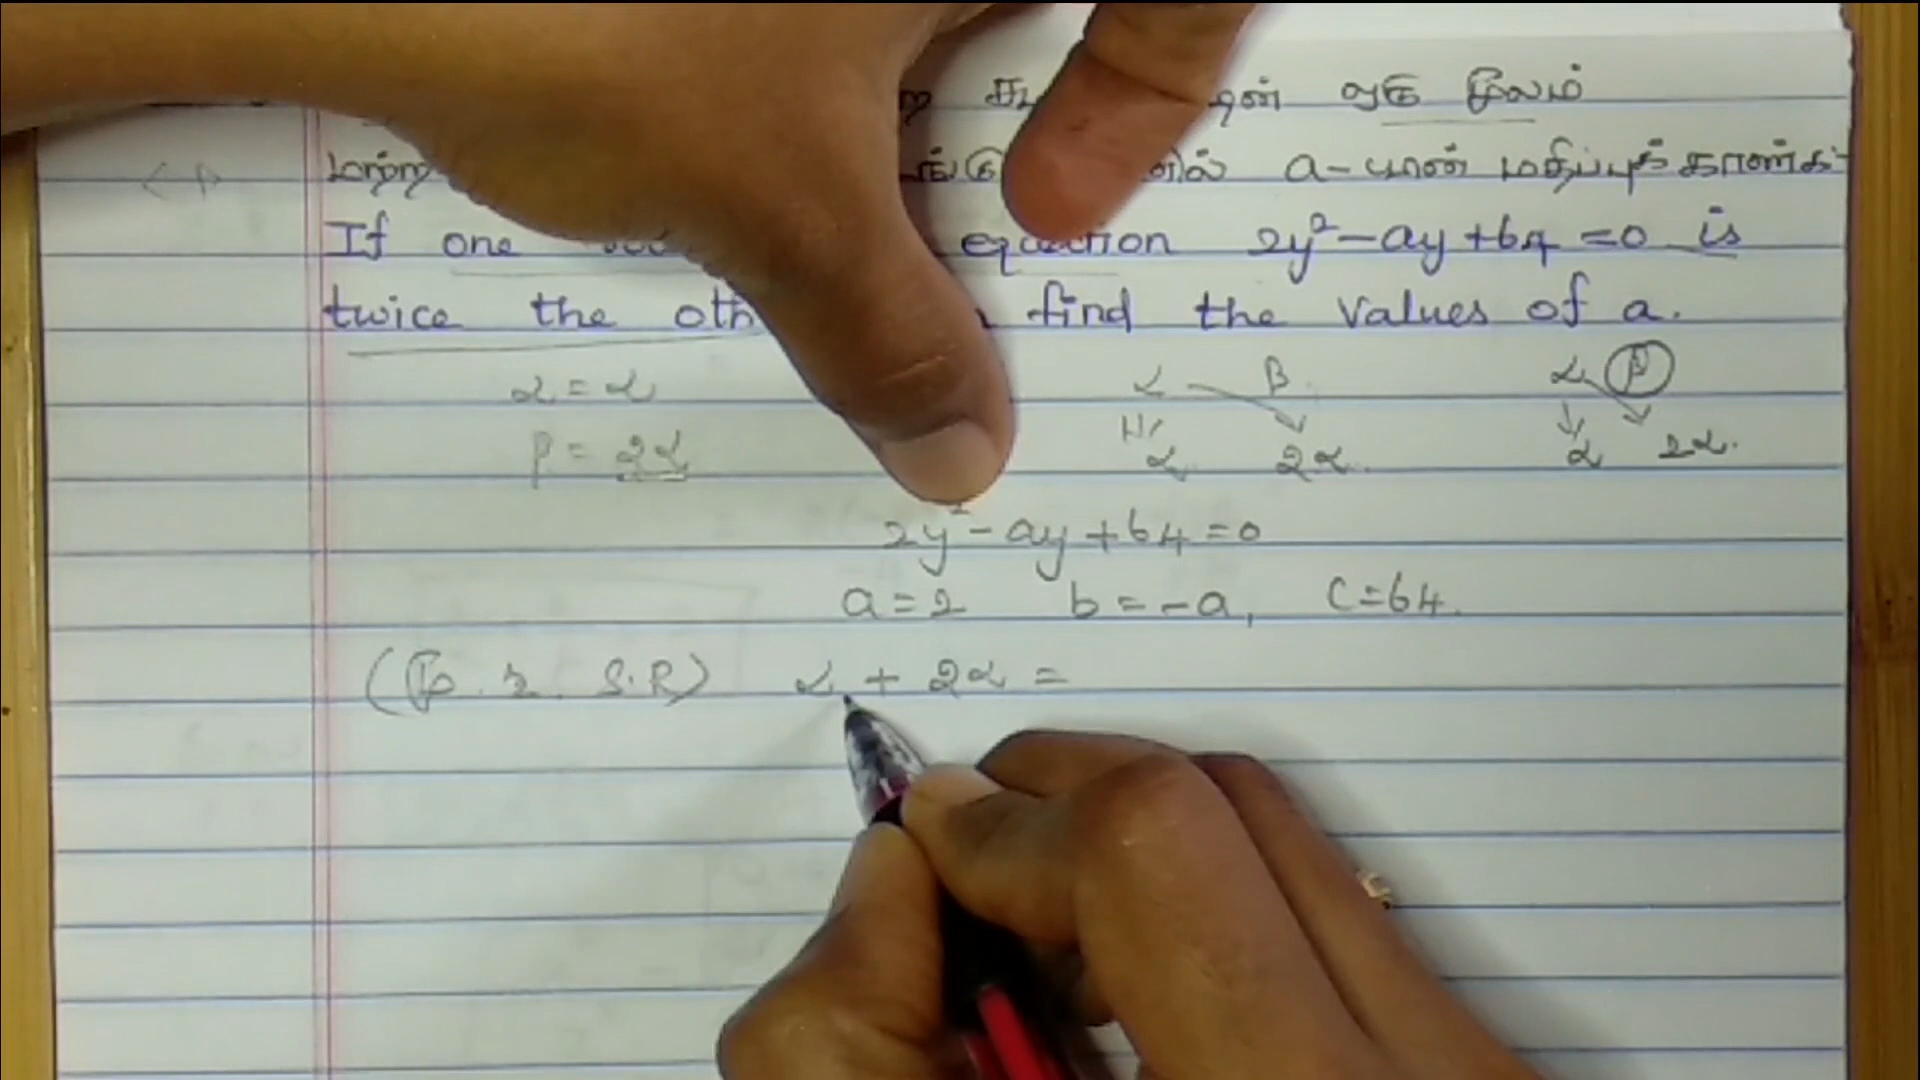 ஒரு மூலம்
a-யின் மதிப்புக் காண்க
If one equation 2y²-ay+64=0 is
twice the find the values of a.
α = α α β α β
β = 2α α 2α α 2α.
2y²-ay+64=0
a=2 b=-a, c=64.
S.R) α + 2α =